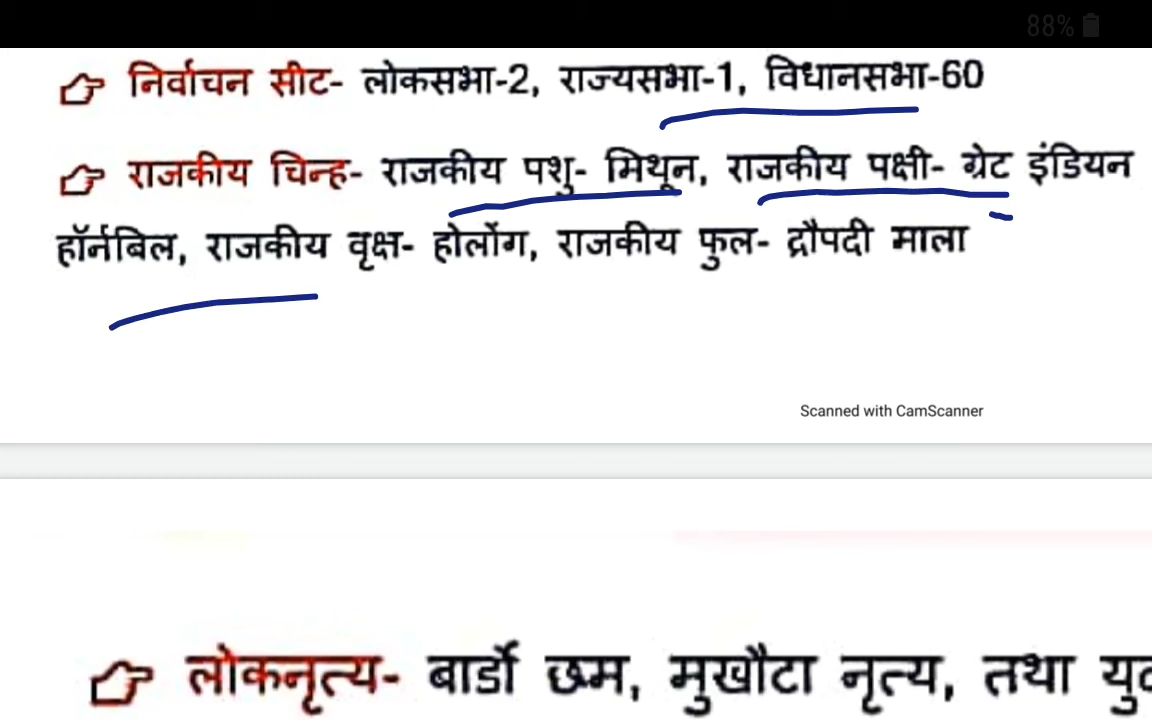 88%
निर्वाचन सीट- लोकसभा-2, राज्यसभा-1, विधानसभा-60
राजकीय चिन्ह- राजकीय पशु- मिथून, राजकीय पक्षी- ग्रेट इंडियन
हॉर्नबिल, राजकीय वृक्ष- होलोंग, राजकीय फुल- द्रौपदी माला
Scanned with CamScanner
लोकनृत्य- बार्डो छम, मुखौटा नृत्य, तथा